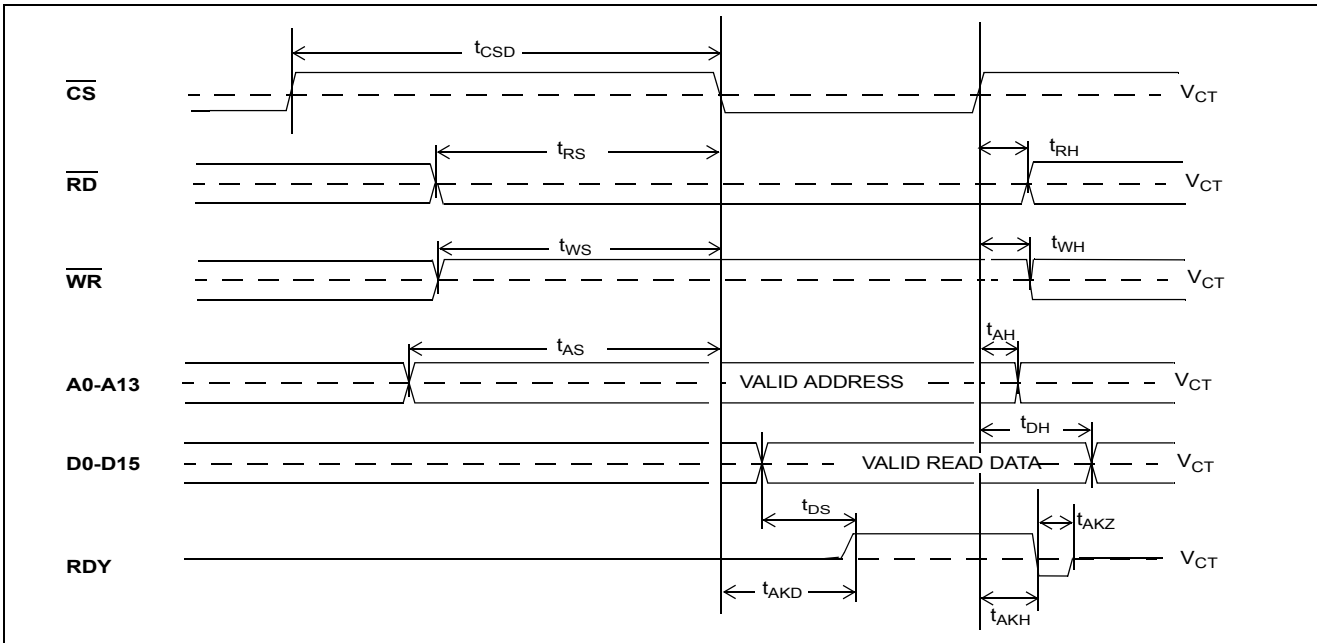 tCSD
CS VCT
tRS tRH
RD VCT
tWS tWH
WR VCT
tAS tAH
A0-A13 VALID ADDRESS VCT
tDH
D0-D15 VALID READ DATA VCT
tDS tAKZ
RDY VCT
tAKD tAKH